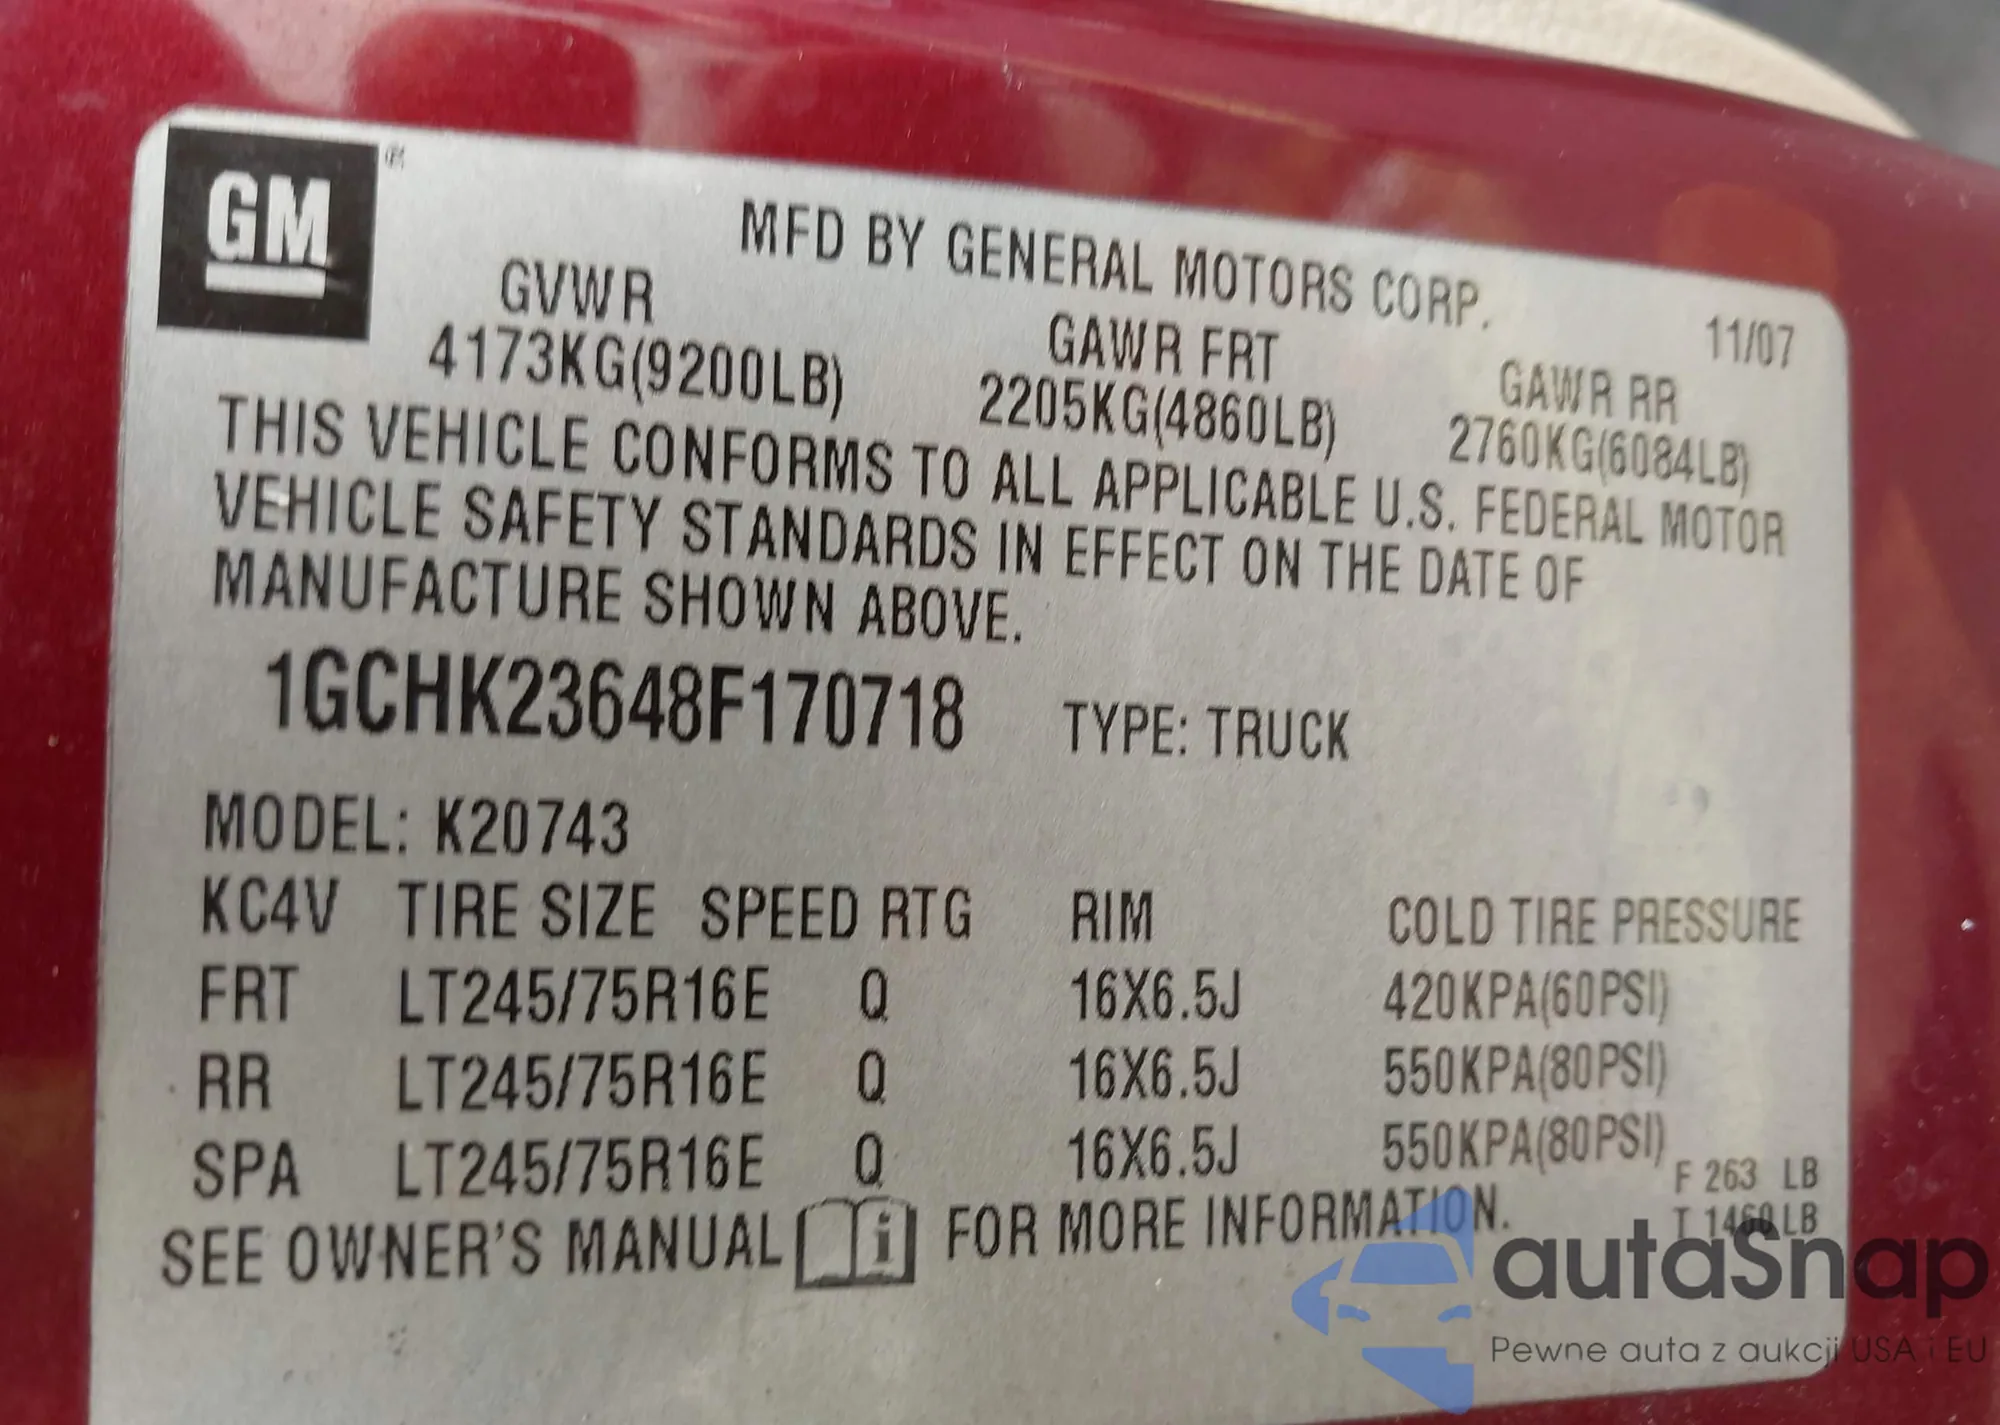 GM
MFD BY GENERAL MOTORS CORP.
11/07
GVWR GAWR FRT GAWR RR
4173KG(9200LB) 2205KG(4860LB) 2760KG(6084LB)
THIS VEHICLE CONFORMS TO ALL APPLICABLE U.S. FEDERAL MOTOR
VEHICLE SAFETY STANDARDS IN EFFECT ON THE DATE OF
MANUFACTURE SHOWN ABOVE.
1GCHK23648F170718 TYPE: TRUCK
MODEL: K20743
KC4V TIRE SIZE SPEED RTG RIM COLD TIRE PRESSURE
FRT LT245/75R16E Q 16X6.5J 420KPA(60PSI)
RR LT245/75R16E Q 16X6.5J 550KPA(80PSI)
SPA LT245/75R16E Q 16X6.5J 550KPA(80PSI)
F 263 LB
T 1460LB
SEE OWNER'S MANUAL i FOR MORE INFORMATION.
autaSnap
Pewne auta z aukcji USA i EU